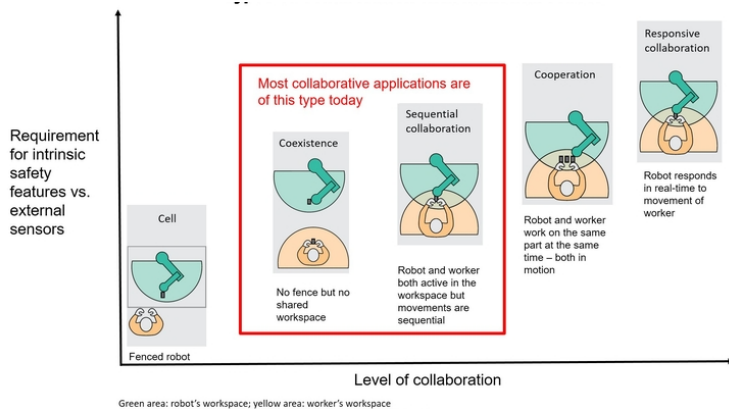 Responsive
collaboration
Cooperation
Most collaborative applications are
of this type today
Sequential
collaboration
Coexistence
Requirement
for intrinsic
safety
features vs.
external
sensors
Cell
Robot responds
in real-time to
movement of
worker
Robot and worker
work on the same
part at the same
time – both in
motion
Robot and worker
both active in the
workspace but
movements are
sequential
No fence but no
shared
workspace
Fenced robot
Level of collaboration
Green area: robot's workspace; yellow area: worker's workspace